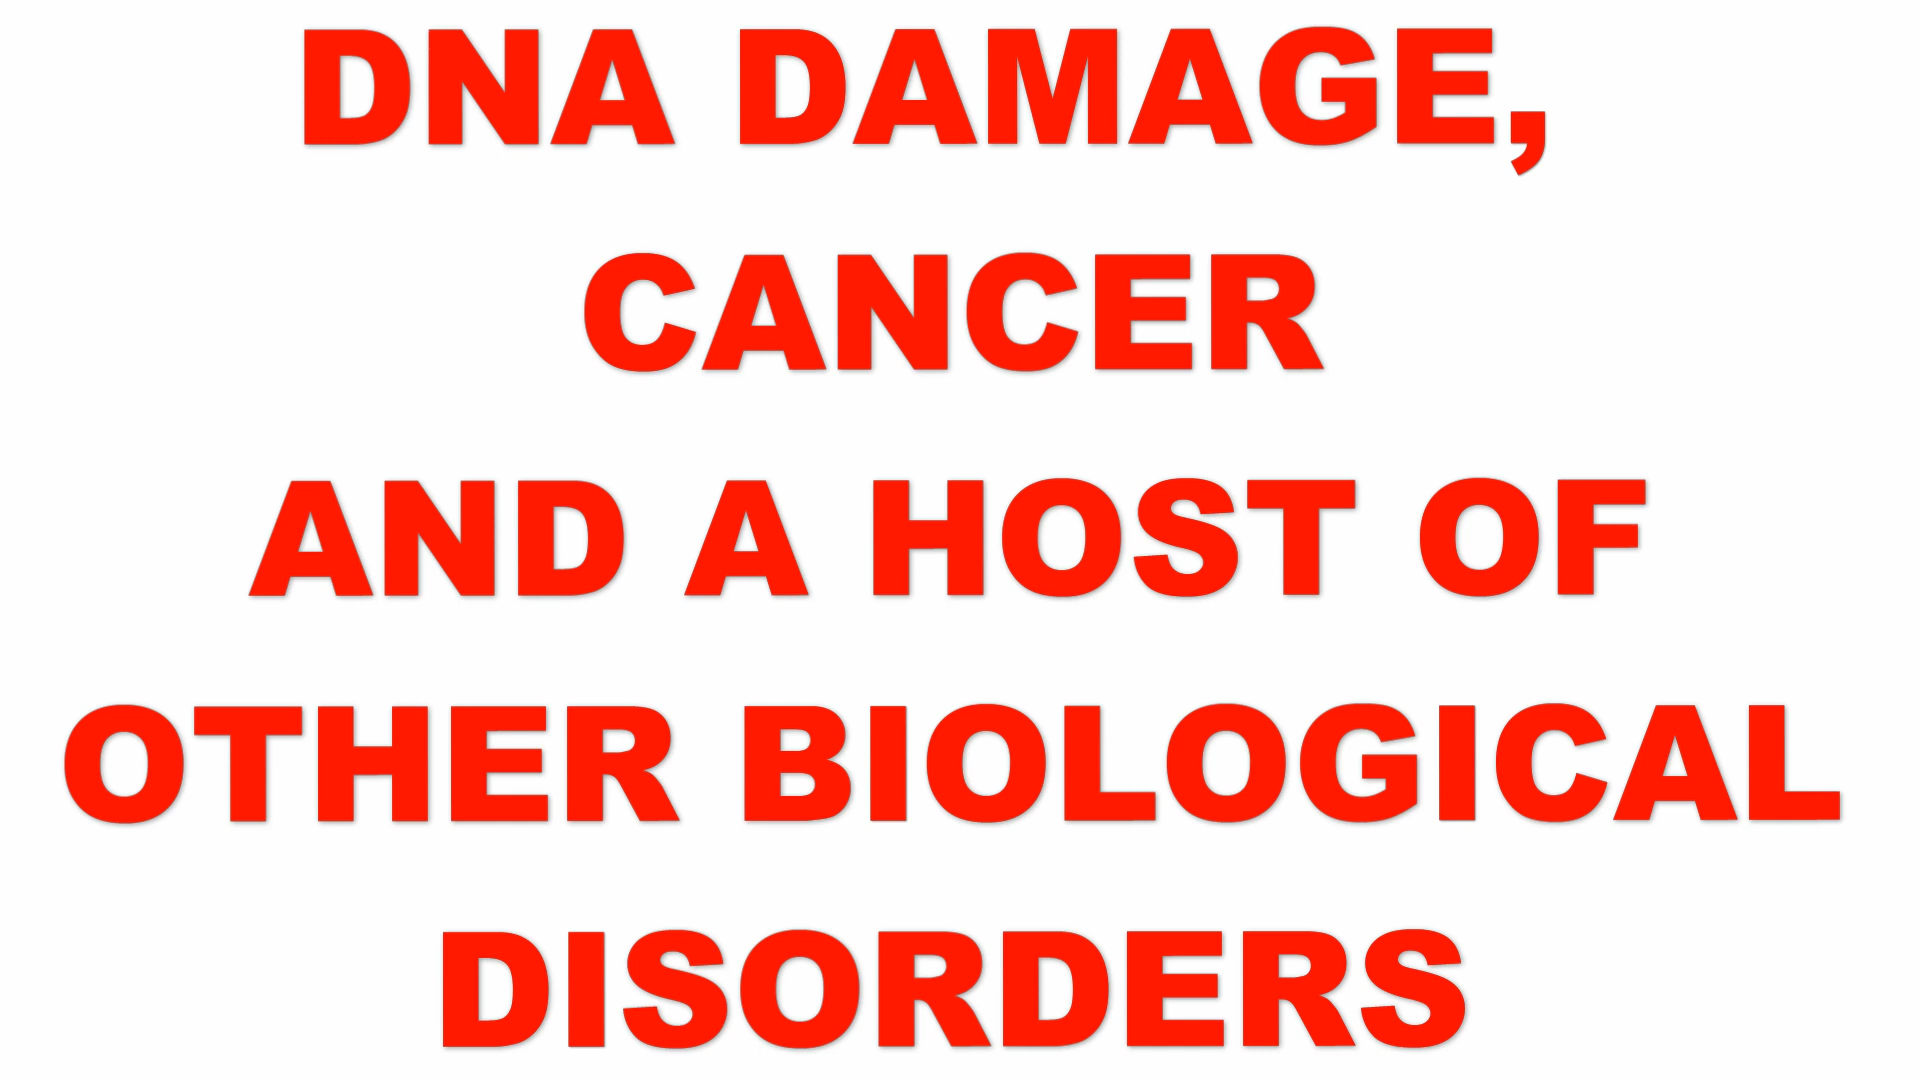 DNA DAMAGE,
CANCER
AND A HOST OF
OTHER BIOLOGICAL
DISORDERS